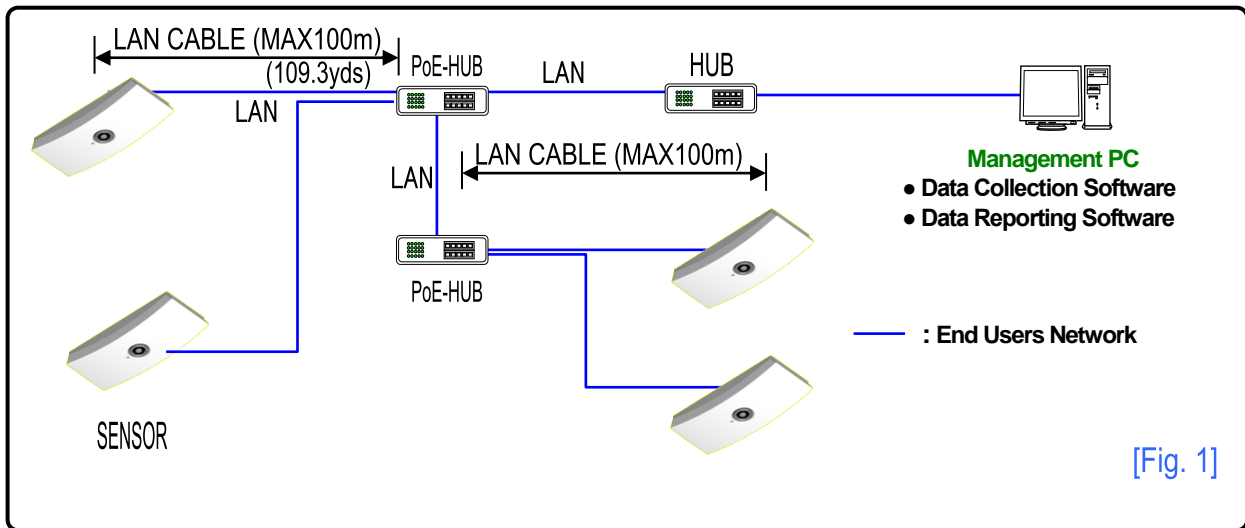 LAN CABLE (MAX100m)
(109.3yds)
PoE-HUB
LAN
HUB
LAN
LAN CABLE (MAX100m)
LAN
Management PC
● Data Collection Software
● Data Reporting Software
PoE-HUB
: End Users Network
SENSOR
[Fig. 1]